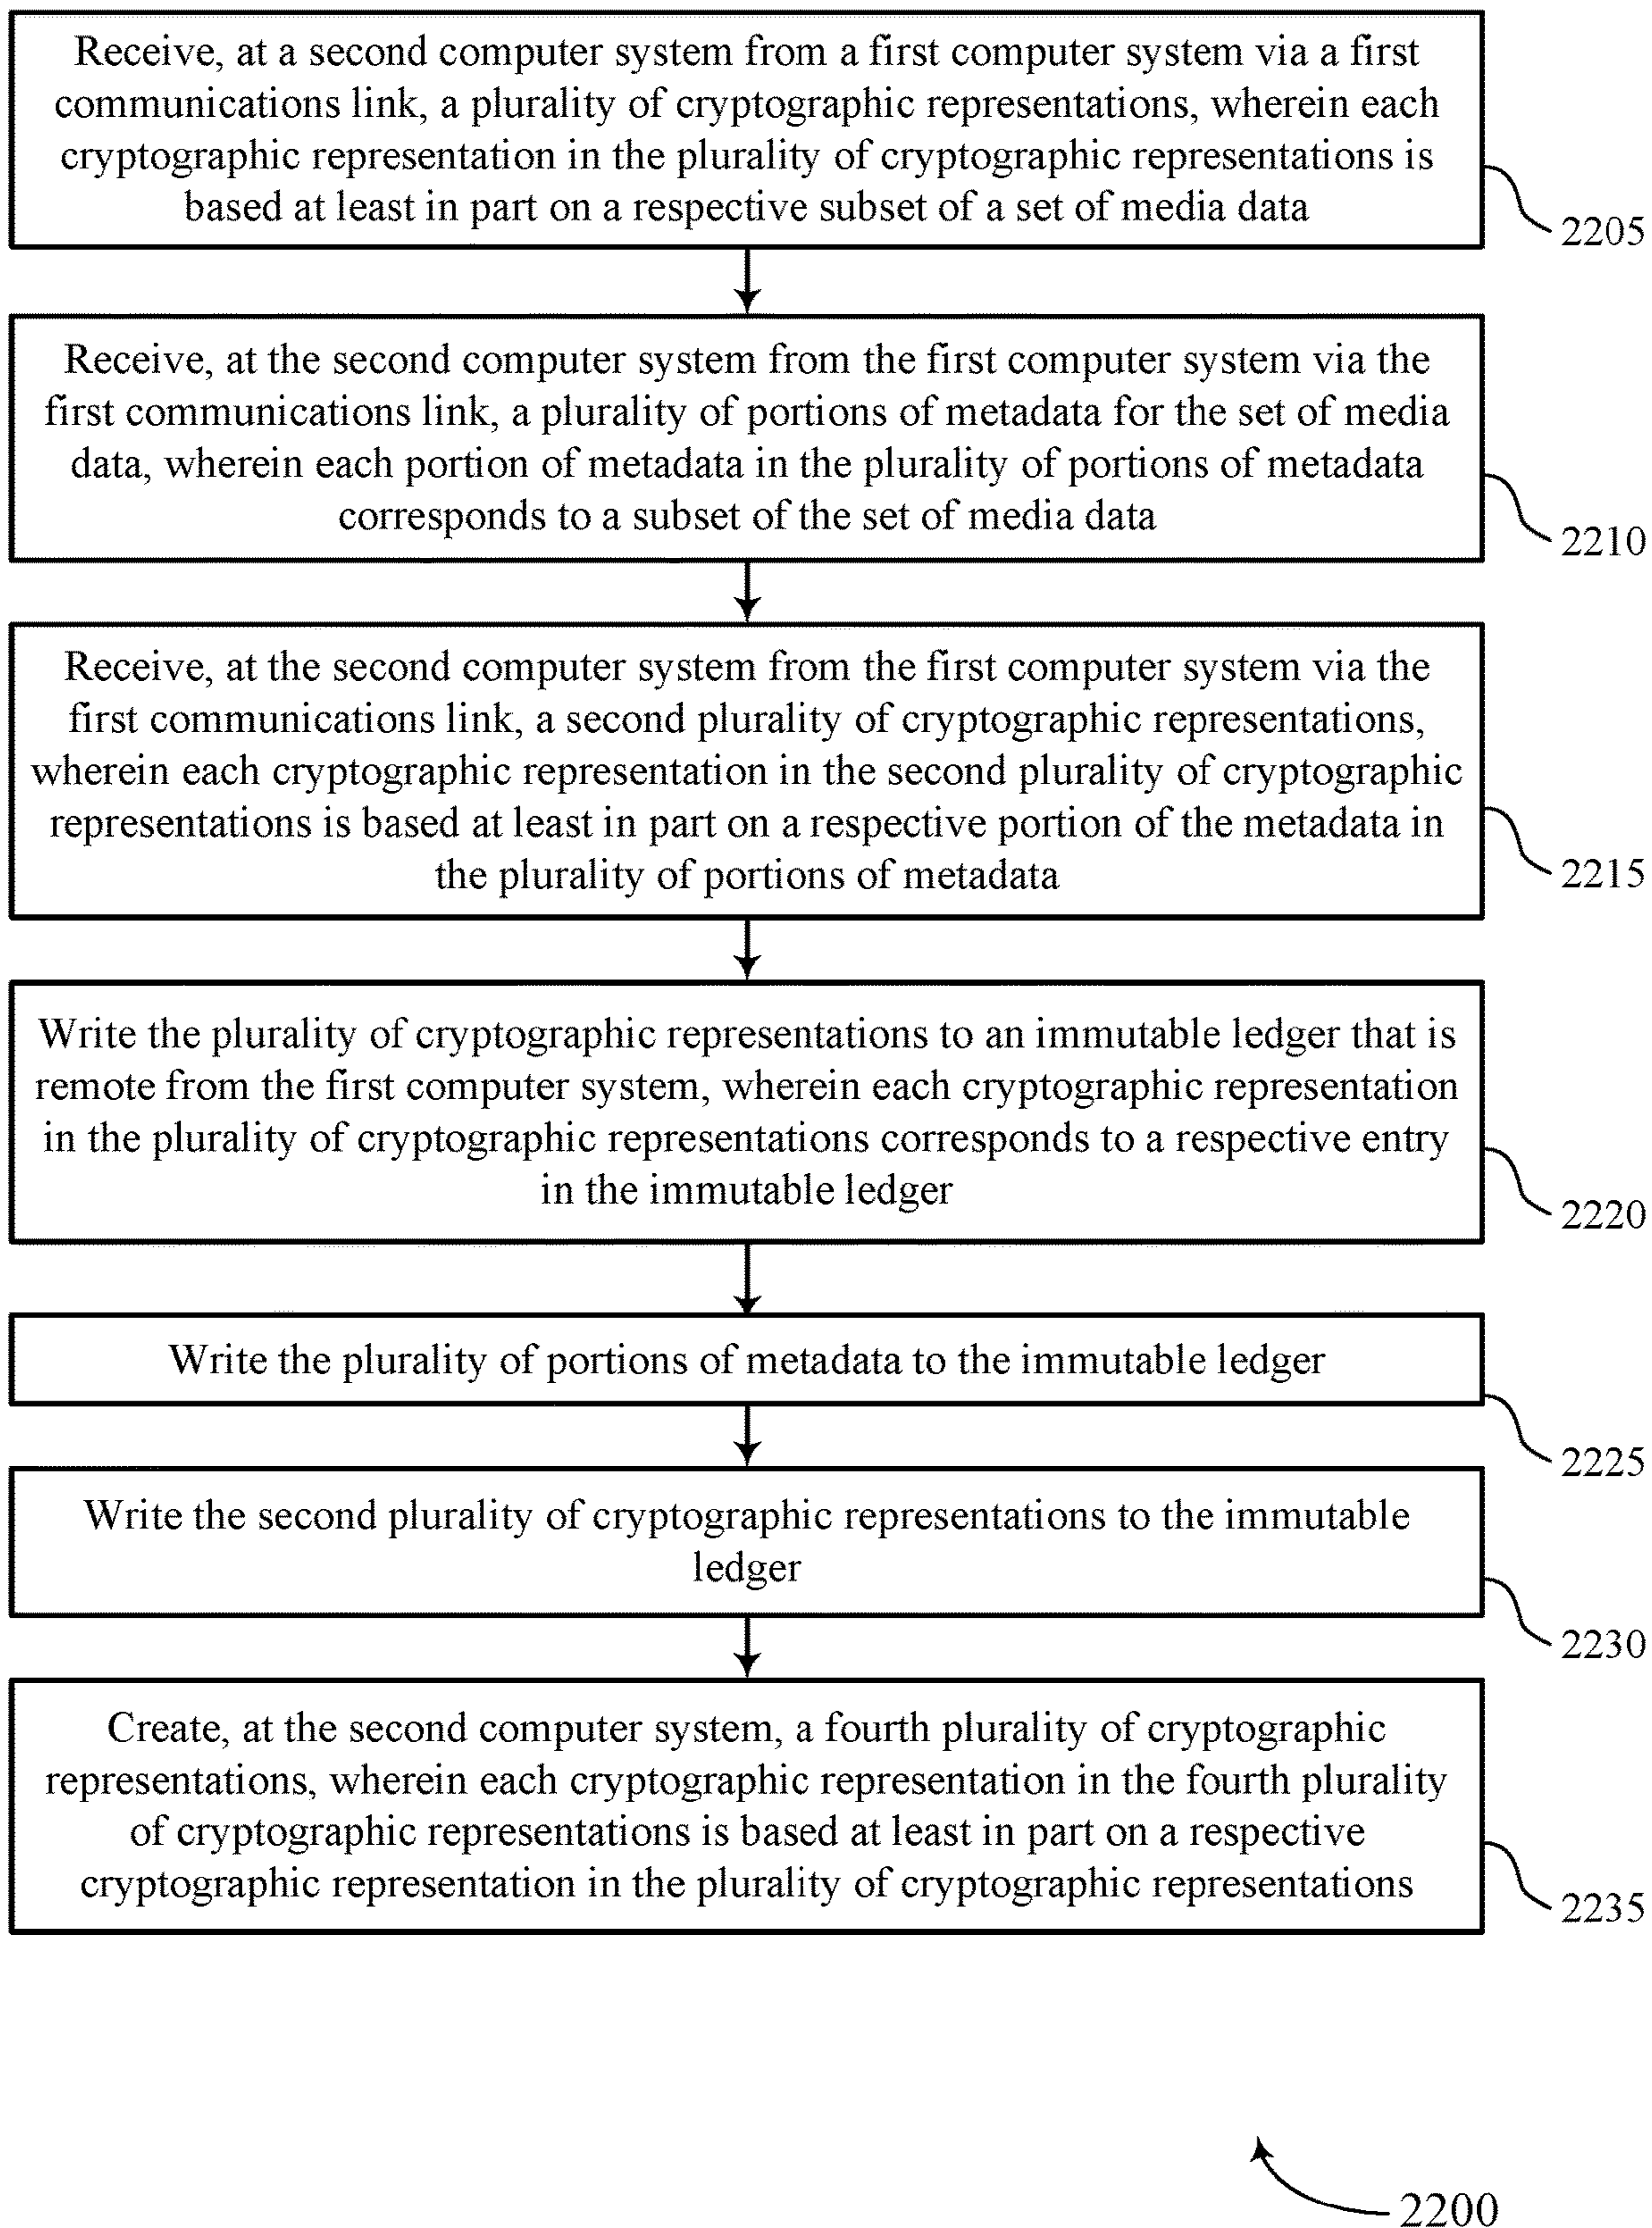 Receive, at a second computer system from a first computer system via a first
communications link, a plurality of cryptographic representations, wherein each
cryptographic representation in the plurality of cryptographic representations is
based at least in part on a respective subset of a set of media data
2205
Receive, at the second computer system from the first computer system via the
first communications link, a plurality of portions of metadata for the set of media
data, wherein each portion of metadata in the plurality of portions of metadata
corresponds to a subset of the set of media data
2210
Receive, at the second computer system from the first computer system via the
first communications link, a second plurality of cryptographic representations,
wherein each cryptographic representation in the second plurality of cryptographic
representations is based at least in part on a respective portion of the metadata in
the plurality of portions of metadata
2215
Write the plurality of cryptographic representations to an immutable ledger that is
remote from the first computer system, wherein each cryptographic representation
in the plurality of cryptographic representations corresponds to a respective entry
in the immutable ledger
2220
Write the plurality of portions of metadata to the immutable ledger
2225
Write the second plurality of cryptographic representations to the immutable
ledger
2230
Create, at the second computer system, a fourth plurality of cryptographic
representations, wherein each cryptographic representation in the fourth plurality
of cryptographic representations is based at least in part on a respective
cryptographic representation in the plurality of cryptographic representations
2235
2200